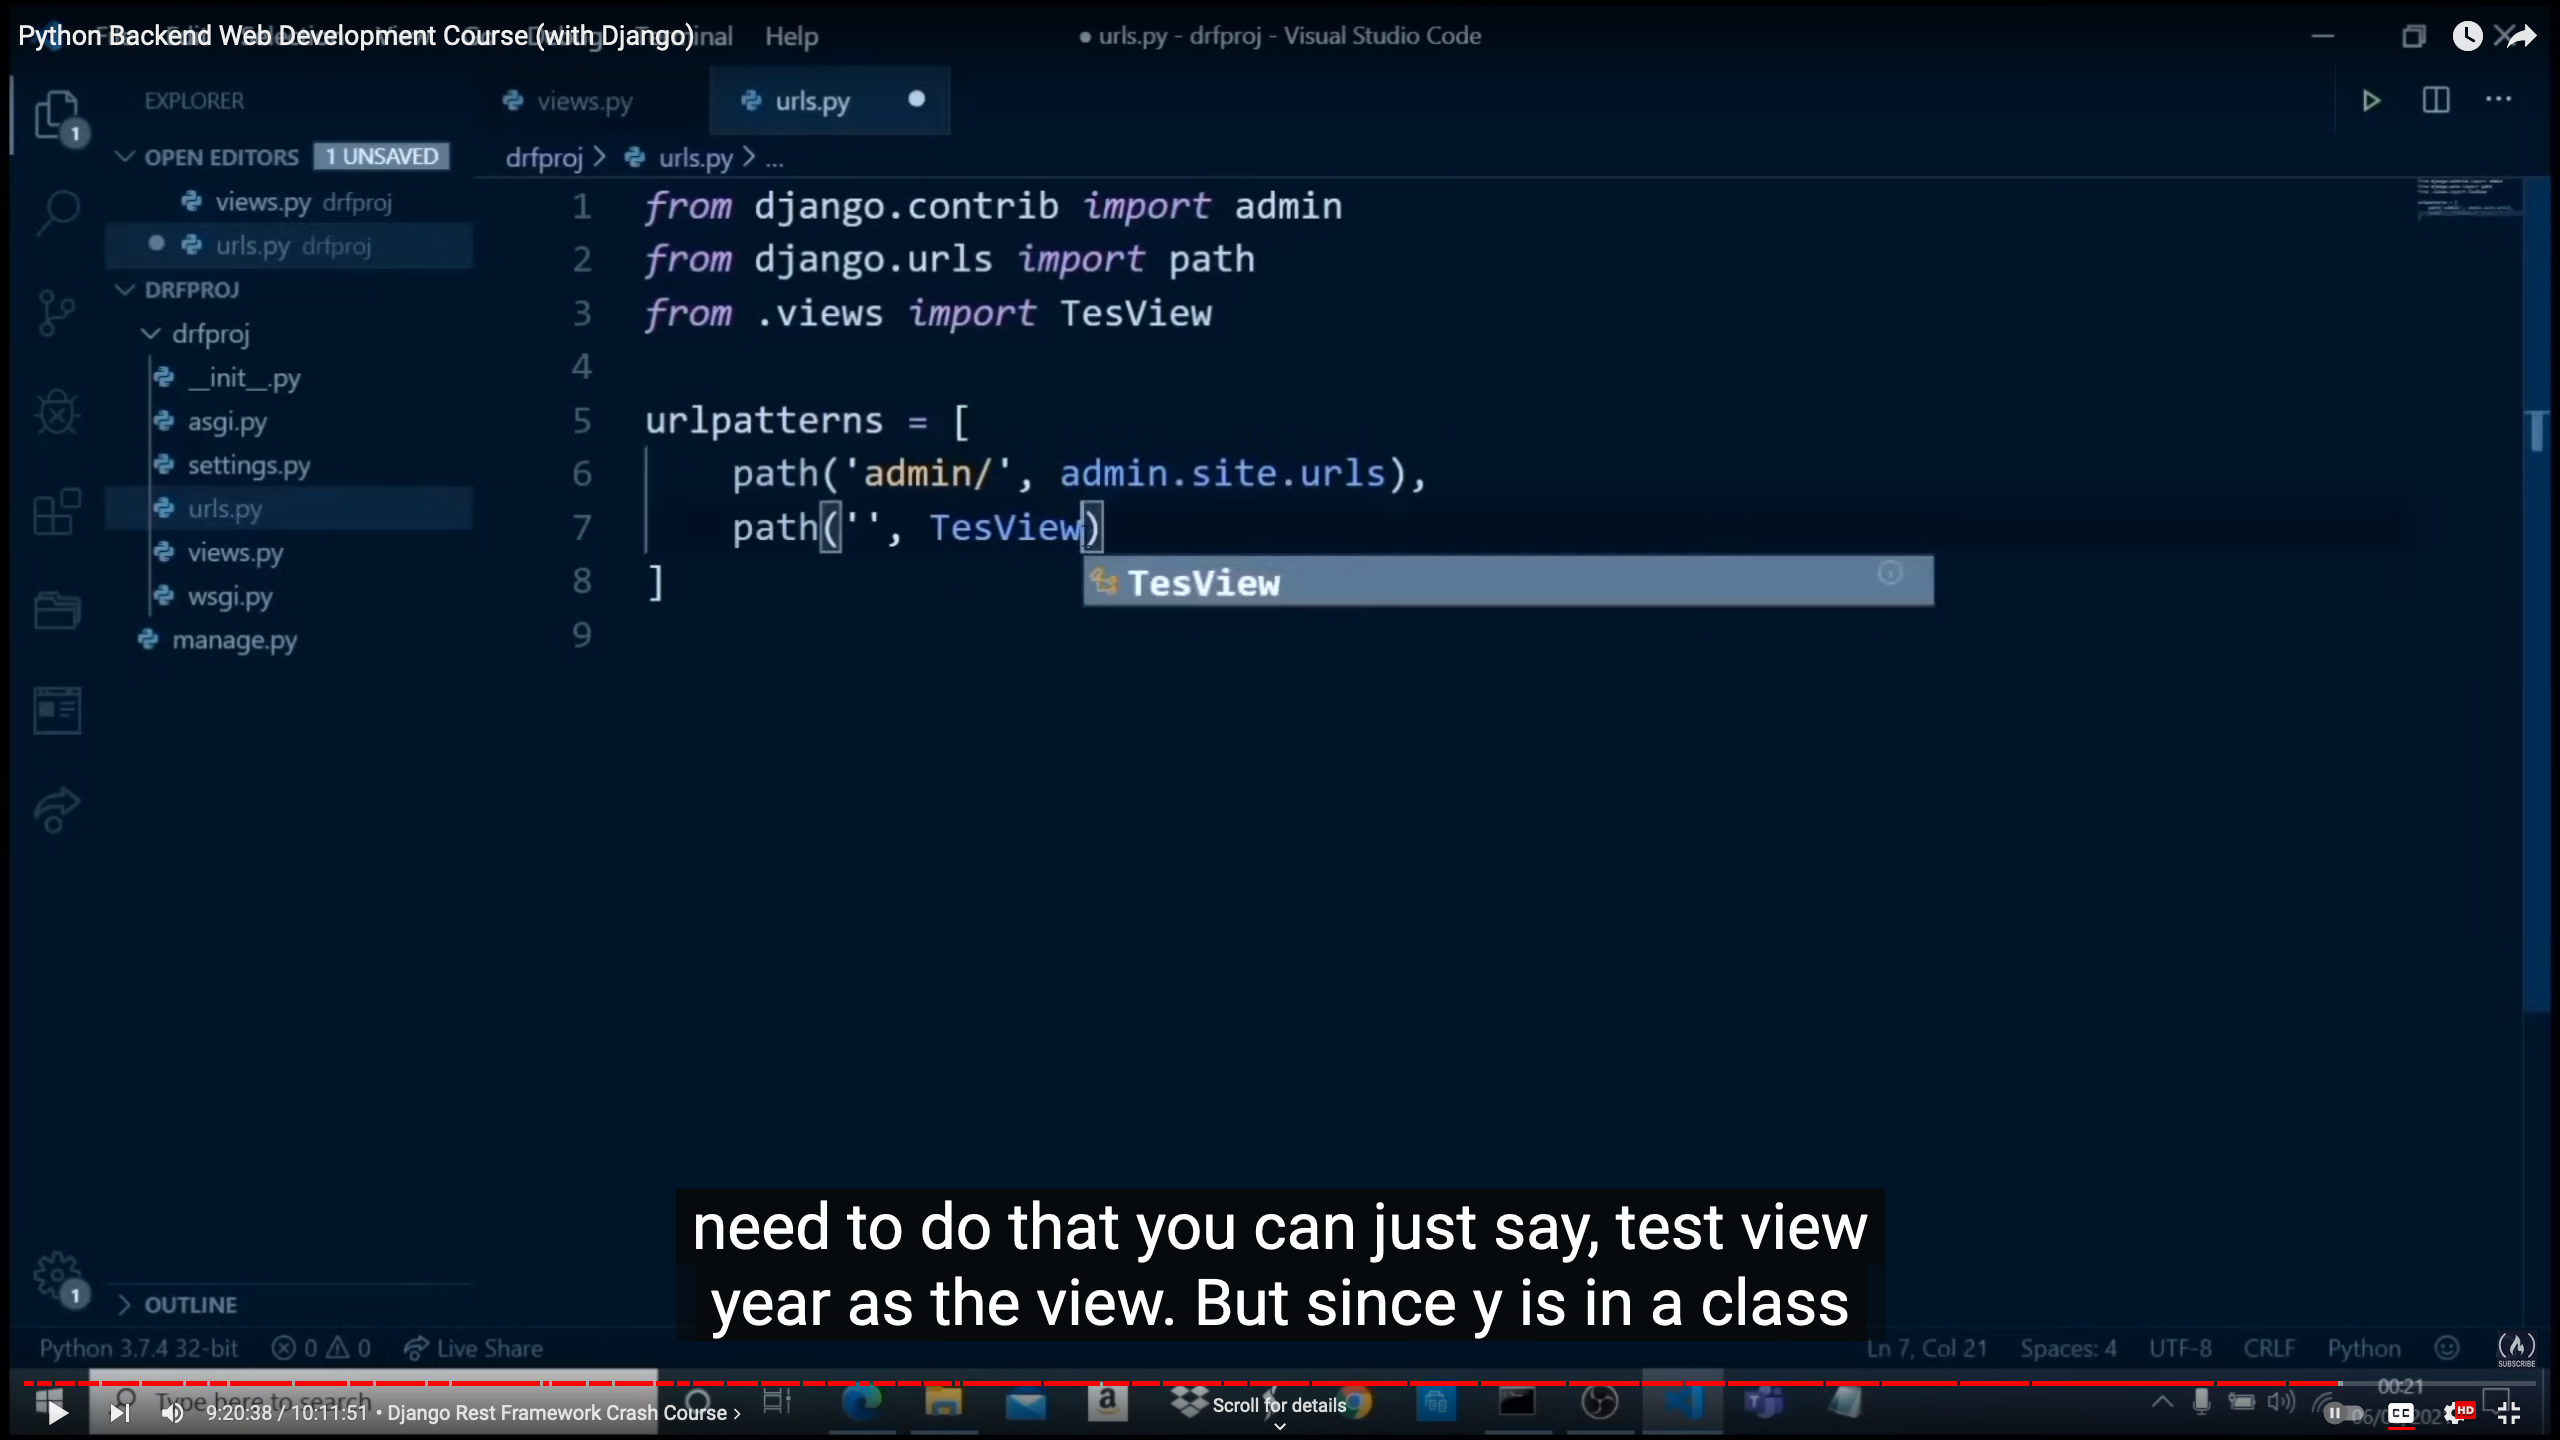 Python Backend Web Development Course (with Django)
Help
● urls.py - drfproj - Visual Studio Code
EXPLORER
views.py
urls.py
1
OPEN EDITORS
1 UNSAVED
drfproj > urls.py > ...
views.py drfproj
urls.py drfproj
DRFPROJ
drfproj
__init__.py
asgi.py
settings.py
urls.py
views.py
wsgi.py
manage.py
1 from django.contrib import admin
2 from django.urls import path
3 from .views import TesView
4
5 urlpatterns = [
6 path('admin/', admin.site.urls),
7 path('', TesView)
TesView
8 ]
9
need to do that you can just say, test view
year as the view. But since y is in a class
1
OUTLINE
Python 3.7.4 32-bit
0
0
Live Share
Ln 7, Col 21
Spaces: 4
UTF-8
CRLF
Python
SUBSCRIBE
Type here to search
00:21
9:20:38 / 10:11:51 • Django Rest Framework Crash Course >
Scroll for details
CC
HD